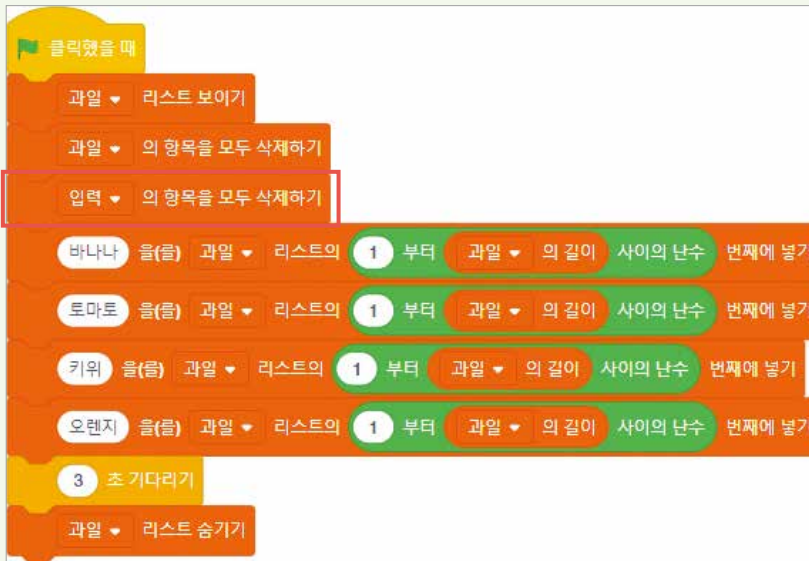 클릭했을 때
과일 리스트 보이기
과일 의 항목을 모두 삭제하기
입력 의 항목을 모두 삭제하기
바나나 을(를) 과일 리스트의 1 부터 과일 의 길이 사이의 난수 번째에 넣기
토마토 을(를) 과일 리스트의 1 부터 과일 의 길이 사이의 난수 번째에 넣기
키위 을(를) 과일 리스트의 1 부터 과일 의 길이 사이의 난수 번째에 넣기
오렌지 을(를) 과일 리스트의 1 부터 과일 의 길이 사이의 난수 번째에 넣기
3 초 기다리기
과일 리스트 숨기기